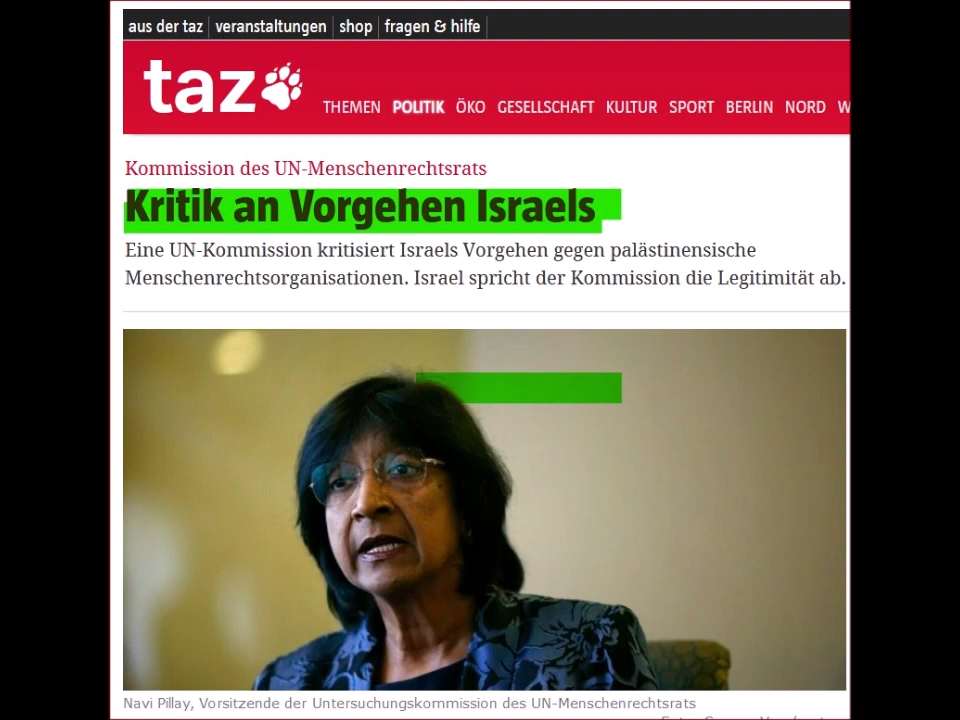 aus der taz veranstaltungen shop fragen & hilfe
taz
THEMEN POLITIK ÖKO GESELLSCHAFT KULTUR SPORT BERLIN NORD W
Kommission des UN-Menschenrechtsrats
Kritik an Vorgehen Israels
Eine UN-Kommission kritisiert Israels Vorgehen gegen palästinensische
Menschenrechtsorganisationen. Israel spricht der Kommission die Legitimität ab.
Navi Pillay, Vorsitzende der Untersuchungskommission des UN-Menschenrechtsrats